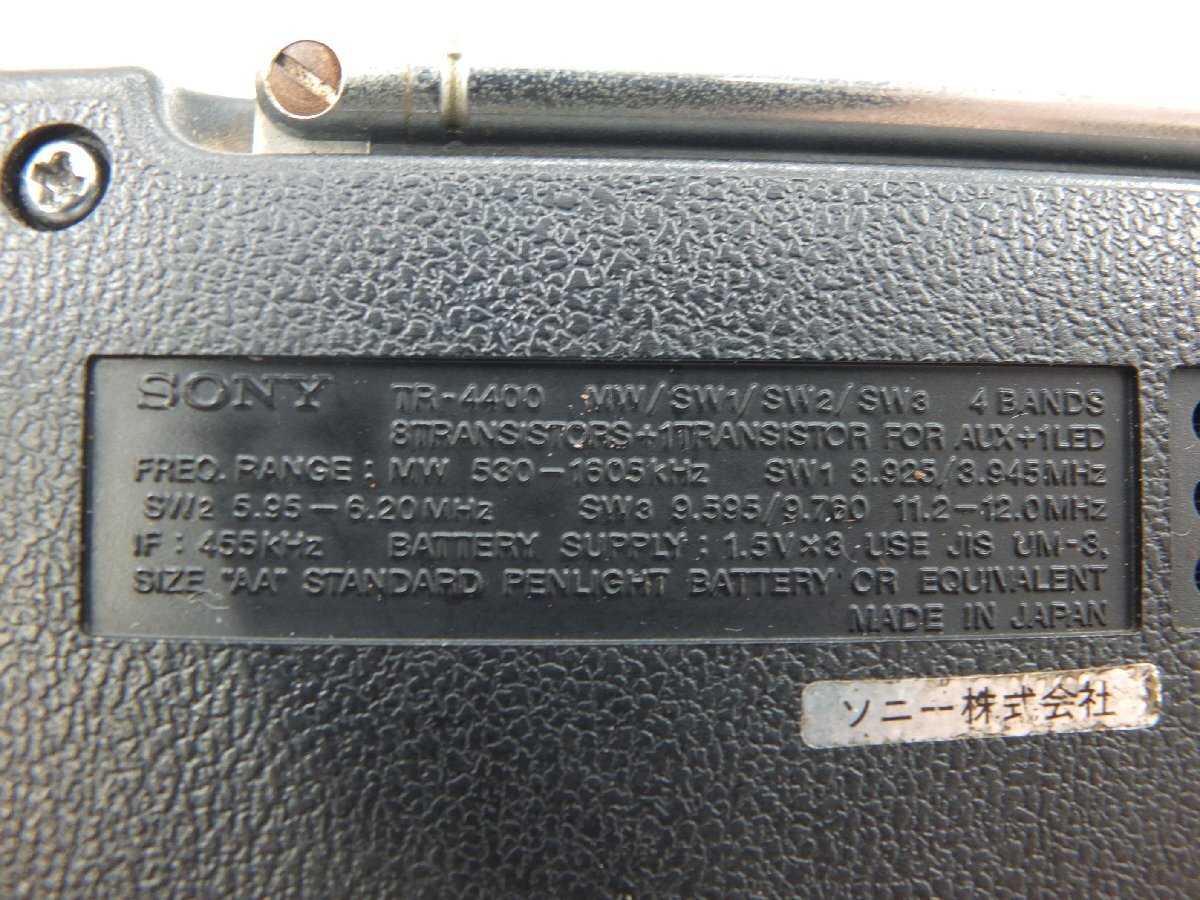 SONY TR-4400 MW/SW1/SW2/SW3 4 BANDS
8TRANSISTORS+1TRANSISTOR FOR AUX+1LED
FREQ. RANGE: MW 530-1605kHz SW1 3.925/3.945MHz
SW2 5.95-6.20MHz SW3 9.595/9.760 11.2-12.0MHz
IF: 455kHz BATTERY SUPPLY: 1.5V×3, USE JIS UM-3,
SIZE "AA" STANDARD PENLIGHT BATTERY OR EQUIVALENT
MADE IN JAPAN
ソニー株式会社